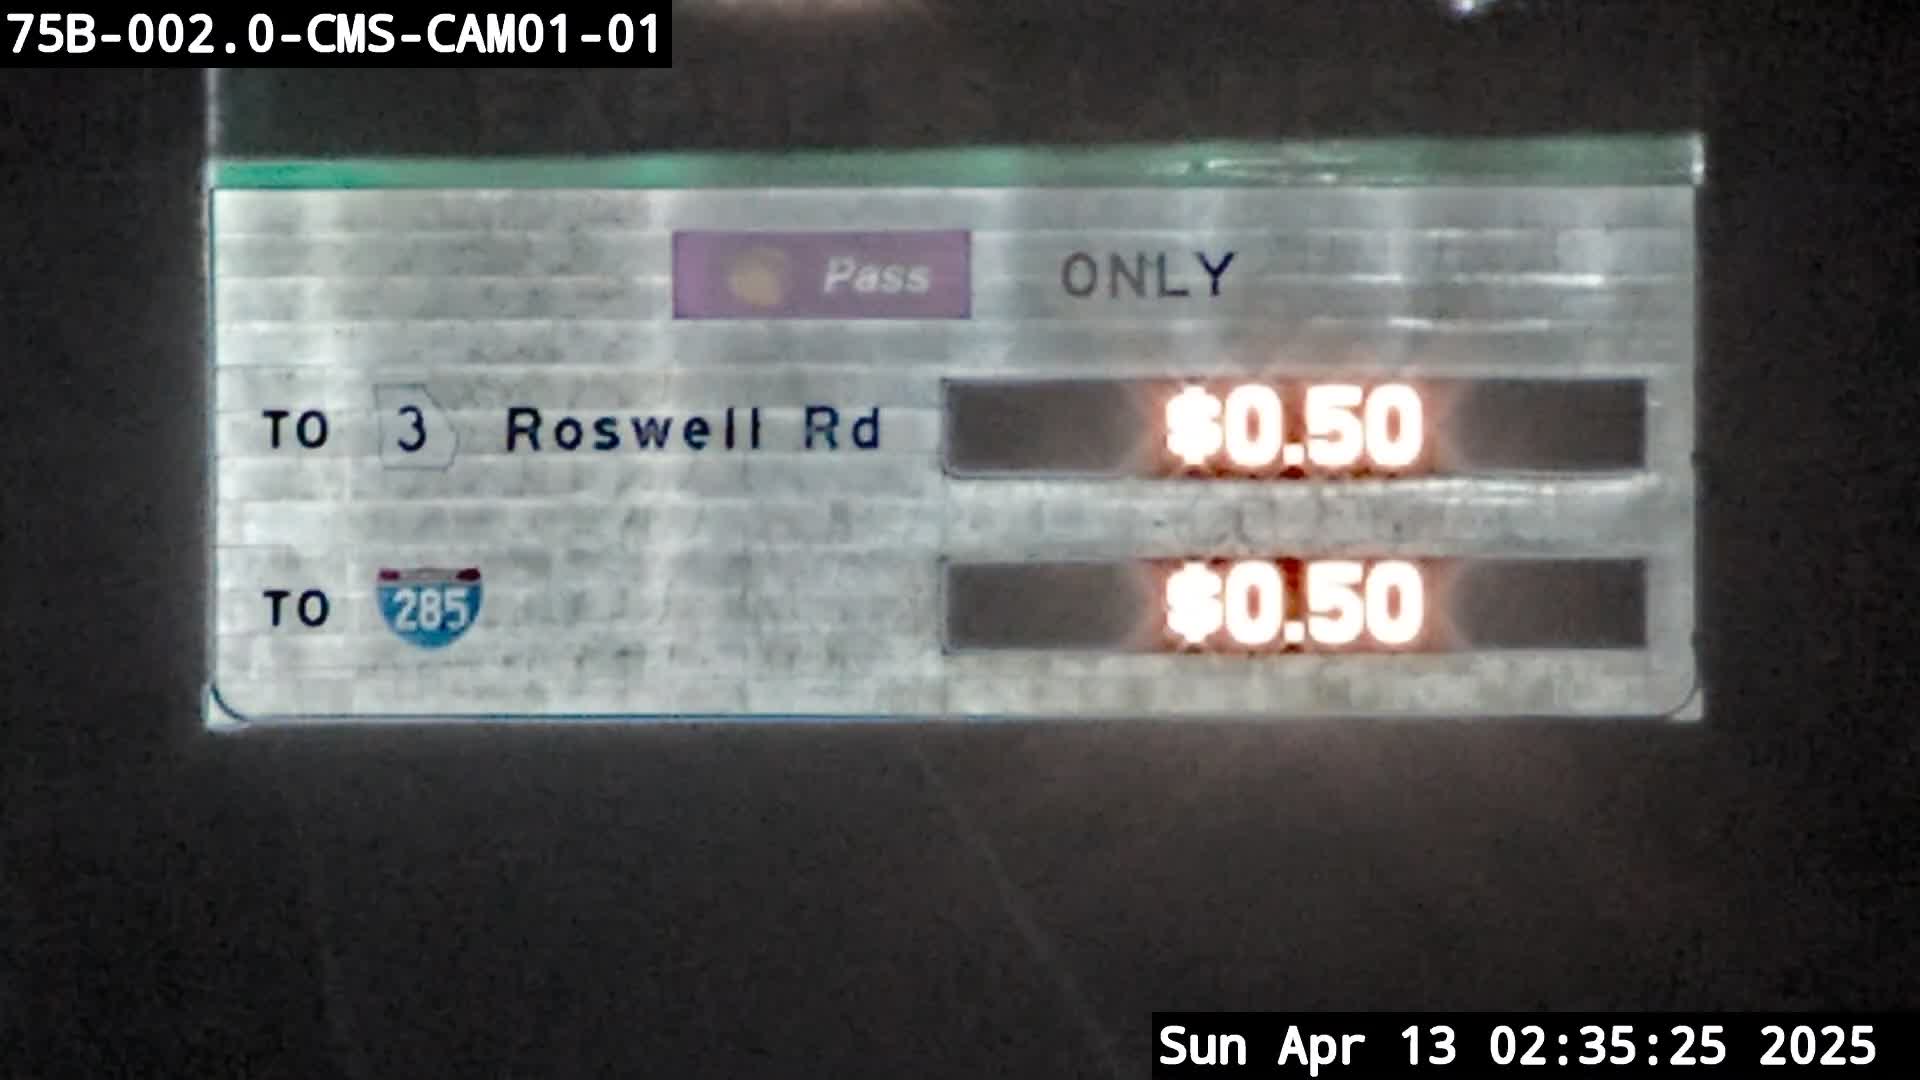 75B-002.0-CMS-CAM01-01
Pass ONLY
TO 3 Roswell Rd $0.50
TO 285 $0.50
Sun Apr 13 02:35:25 2025